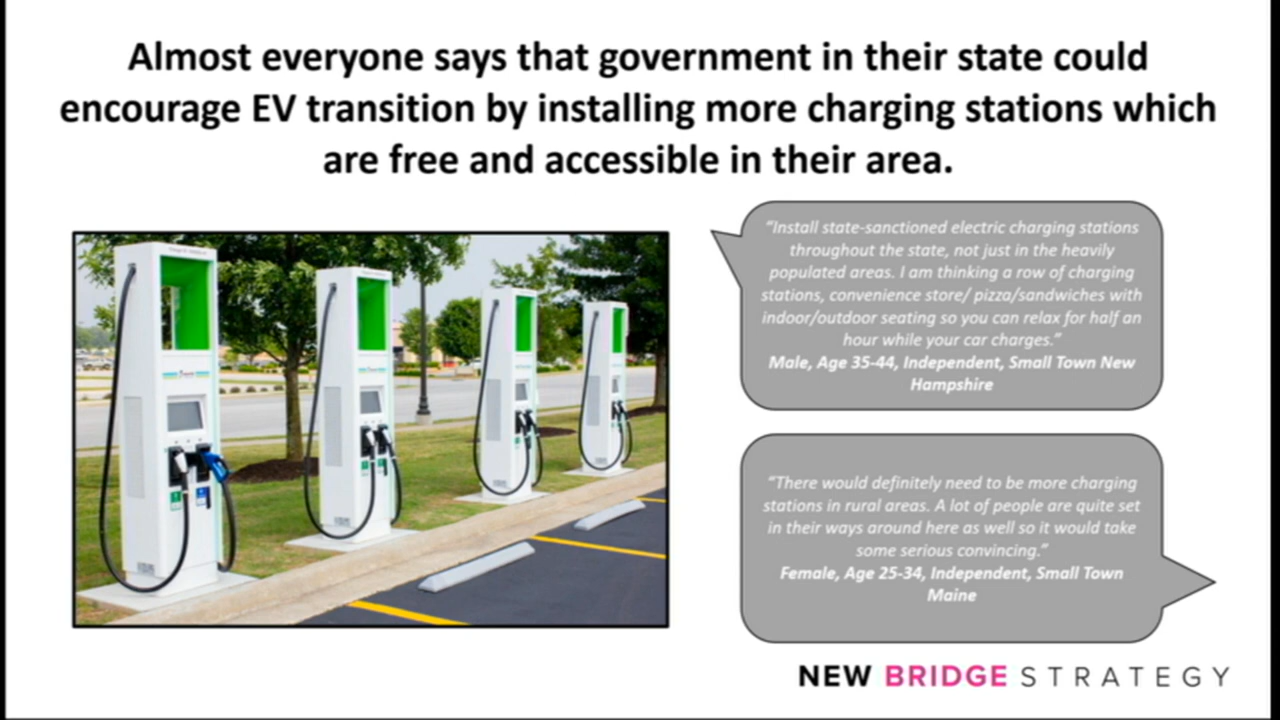 Almost everyone says that government in their state could
encourage EV transition by installing more charging stations which
are free and accessible in their area.
“Install state-sanctioned electric charging stations
throughout the state, not just in the heavily
populated areas. I am thinking a row of charging
stations, convenience store/ pizza/sandwiches with
indoor/outdoor seating so you can relax for half an
hour while your car charges.”
Male, Age 35-44, Independent, Small Town New
Hampshire
“There would definitely need to be more charging
stations in rural areas. A lot of people are quite set
in their ways around here as well so it would take
some serious convincing.”
Female, Age 25-34, Independent, Small Town
Maine
NEW BRIDGE STRATEGY